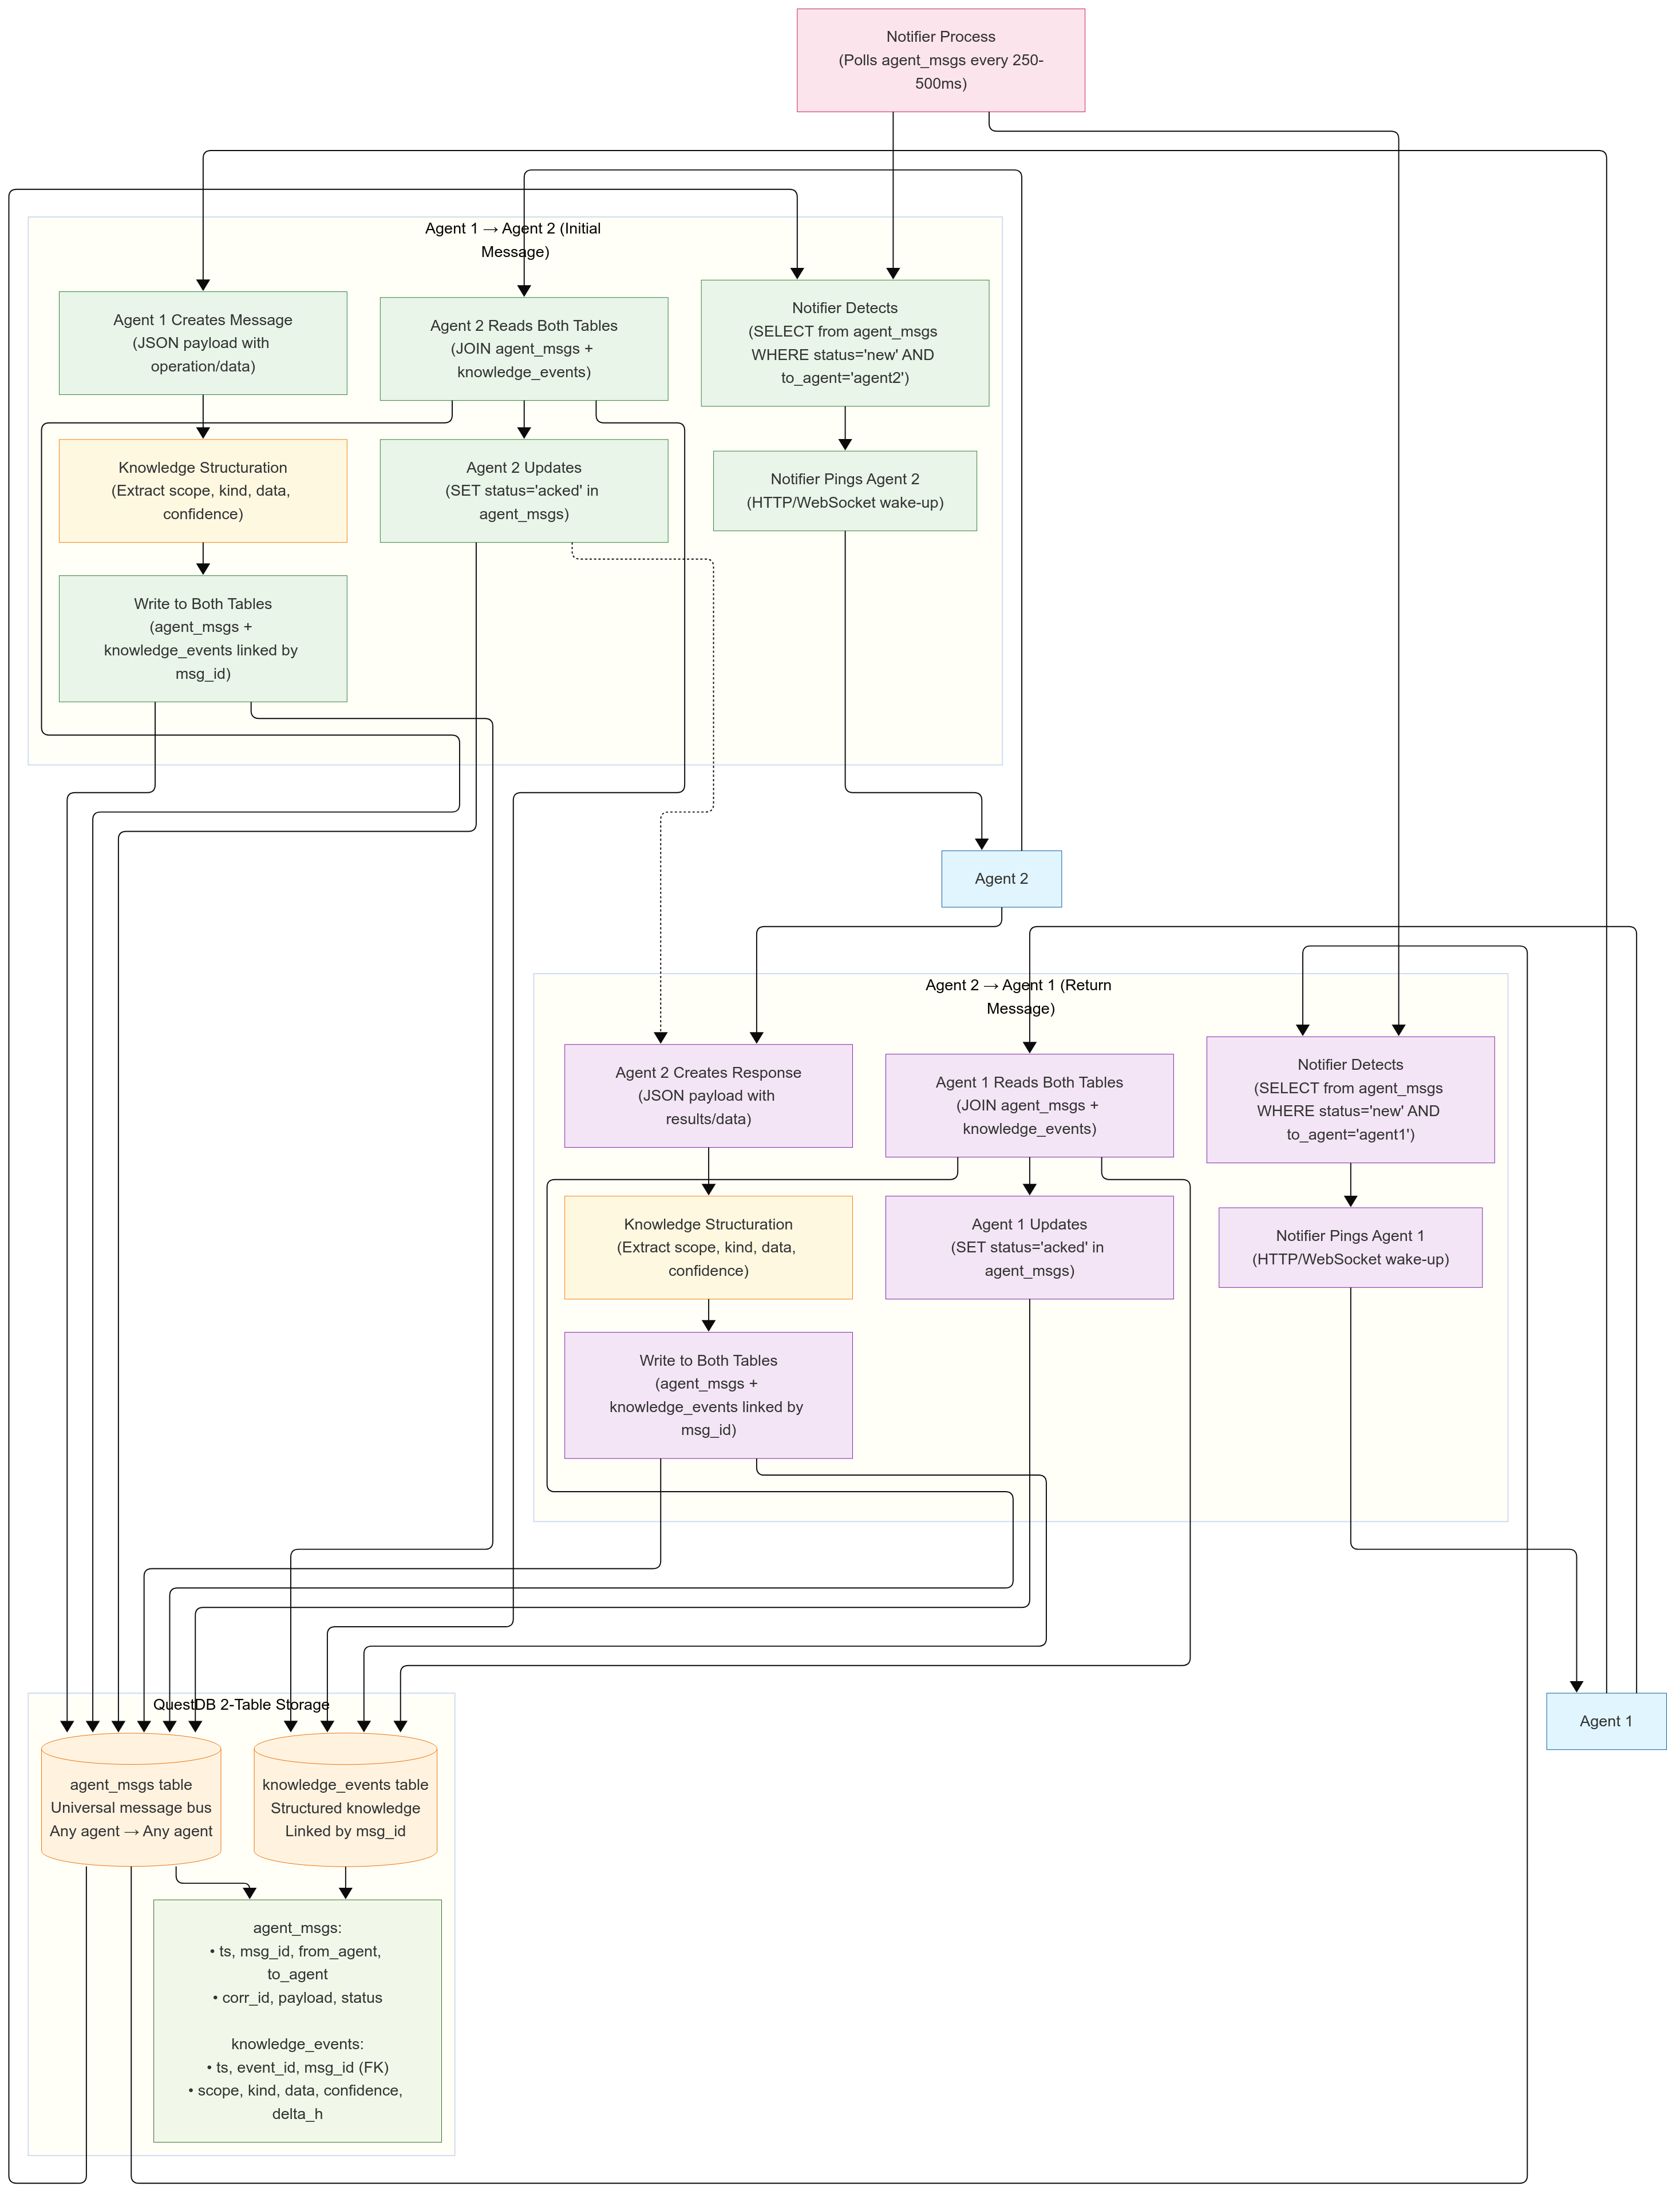 Notifier Process
(Polls agent_msgs every 250-
500ms)
Agent 1 → Agent 2 (Initial
Message)
Agent 1 Creates Message
(JSON payload with
operation/data)
Agent 2 Reads Both Tables
(JOIN agent_msgs +
knowledge_events)
Notifier Detects
(SELECT from agent_msgs
WHERE status='new' AND
to_agent='agent2')
Knowledge Structuration
(Extract scope, kind, data,
confidence)
Agent 2 Updates
(SET status='acked' in
agent_msgs)
Notifier Pings Agent 2
(HTTP/WebSocket wake-up)
Write to Both Tables
(agent_msgs +
knowledge_events linked by
msg_id)
Agent 2
Agent 2 → Agent 1 (Return
Message)
Agent 2 Creates Response
(JSON payload with
results/data)
Agent 1 Reads Both Tables
(JOIN agent_msgs +
knowledge_events)
Notifier Detects
(SELECT from agent_msgs
WHERE status='new' AND
to_agent='agent1')
Knowledge Structuration
(Extract scope, kind, data,
confidence)
Agent 1 Updates
(SET status='acked' in
agent_msgs)
Notifier Pings Agent 1
(HTTP/WebSocket wake-up)
Write to Both Tables
(agent_msgs +
knowledge_events linked by
msg_id)
QuestDB 2-Table Storage
Agent 1
agent_msgs table
Universal message bus
Any agent → Any agent
knowledge_events table
Structured knowledge
Linked by msg_id
agent_msgs:
• ts, msg_id, from_agent,
to_agent
• corr_id, payload, status
knowledge_events:
• ts, event_id, msg_id (FK)
• scope, kind, data, confidence,
delta_h